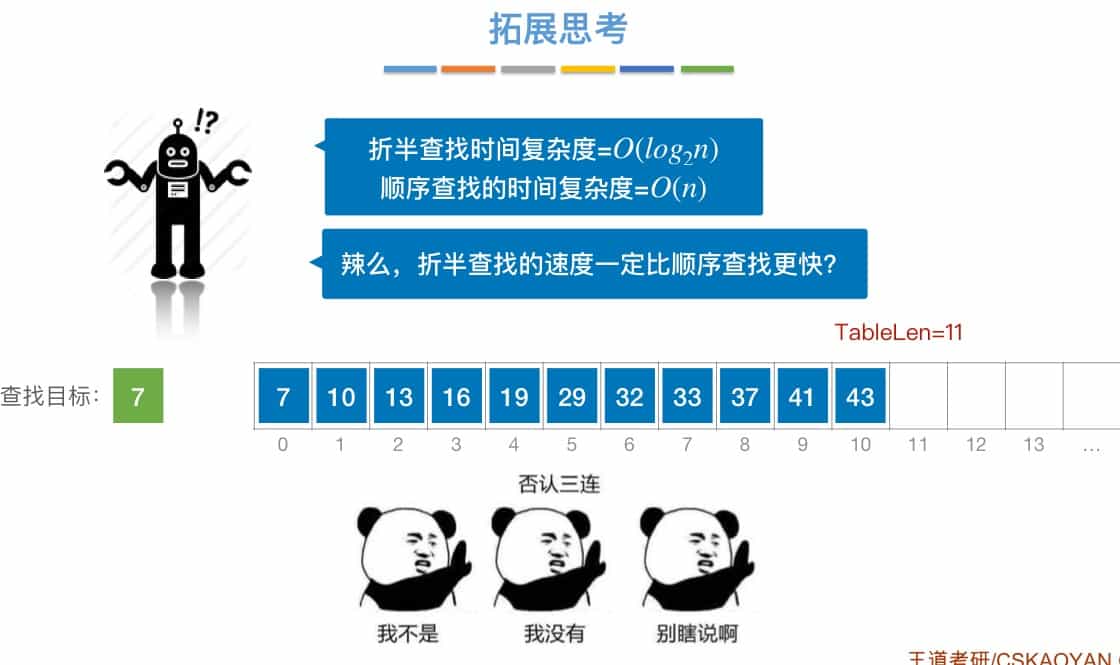 拓展思考
!?
折半查找时间复杂度=O(log₂n)
顺序查找的时间复杂度=O(n)
辣么，折半查找的速度一定比顺序查找更快？
TableLen=11
查找目标： 7
7 10 13 16 19 29 32 33 37 41 43
0 1 2 3 4 5 6 7 8 9 10 11 12 13 ...
否认三连
我不是 我没有 别瞎说啊
王道考研/CSKAOYAN.